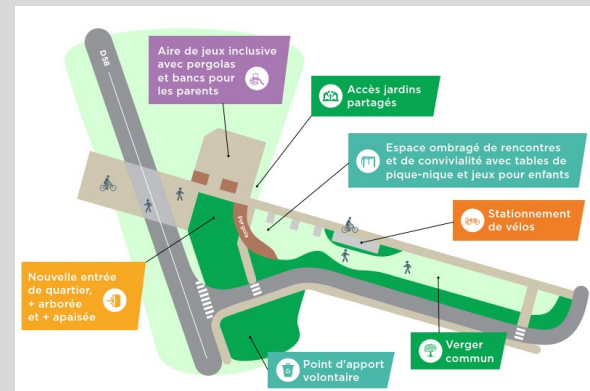 D58
Aire de jeux inclusive
avec pergolas
et bancs pour
les parents
Accès jardins
partagés
Espace ombragé de rencontres
et de convivialité avec tables de
pique-nique et jeux pour enfants
Stationnement
de vélos
Pergola
Nouvelle entrée
de quartier,
+ arborée
et + apaisée
Point d'apport
volontaire
Verger
commun